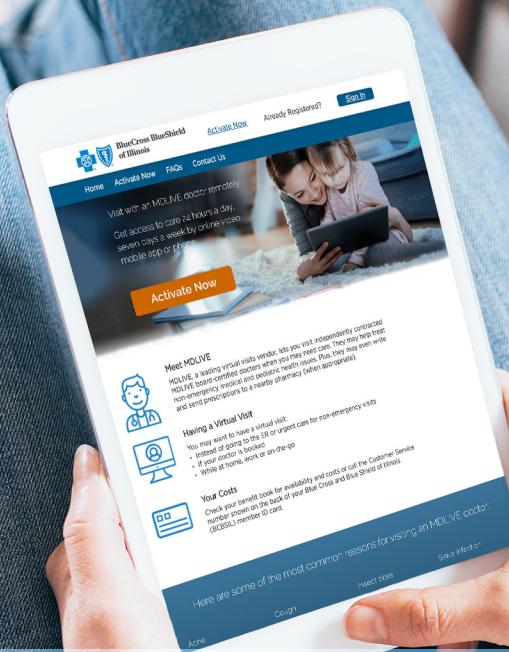 BlueCross BlueShield
of Illinois
Activate Now
Already Registered?
Sign In
Home
Activate Now
FAQs
Contact Us
Visit with an MDLIVE doctor remotely
Get access to care 24 hours a day,
seven days a week by online video,
mobile app or phone
Activate Now
Meet MDLIVE
MDLIVE, a leading virtual visits vendor, lets you visit independently contracted
MDLIVE board-certified doctors when you may need care. They may help treat
non-emergency medical and pediatric health issues. Plus, they may even write
and send prescriptions to a nearby pharmacy (when appropriate).
Having a Virtual Visit
You may want to have a virtual visit:
• Instead of going to the ER or urgent care for non-emergency visits
• If your doctor is booked
• While at home, work or on-the-go
Your Costs
Check your benefit book for availability and costs or call the Customer Service
number shown on the back of your Blue Cross and Blue Shield of Illinois
(BCBSIL) member ID card.
Here are some of the most common reasons for visiting an MDLIVE doctor.
Acne
Cough
Insect bites
Sinus infection